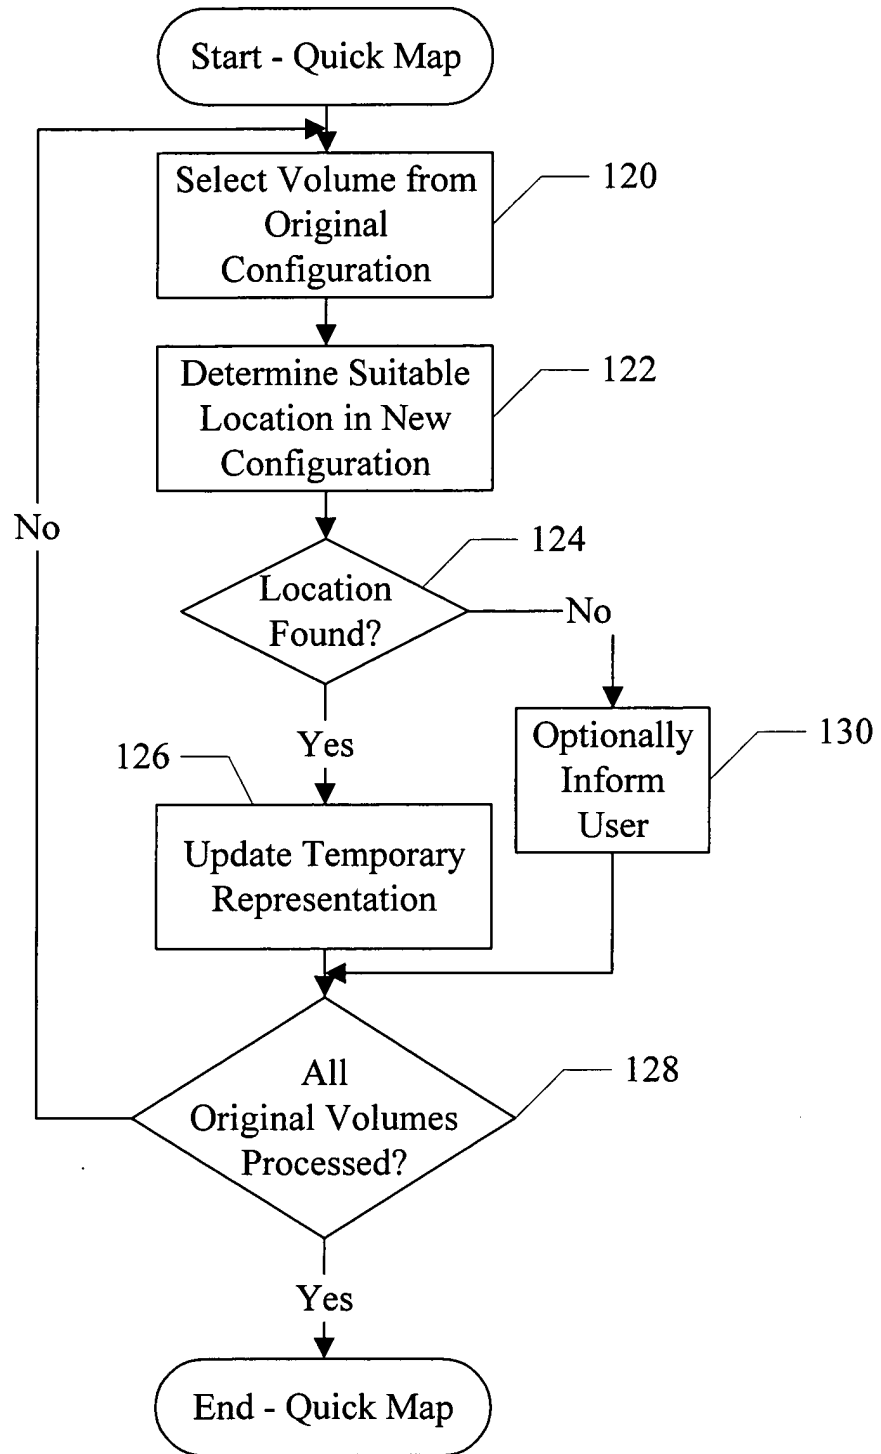 Start - Quick Map
Select Volume from
Original
Configuration
120
Determine Suitable
Location in New
Configuration
122
No
124
Location
Found?
No
Yes
126
Optionally
Inform
User
130
Update Temporary
Representation
All
Original Volumes
Processed?
128
Yes
End - Quick Map